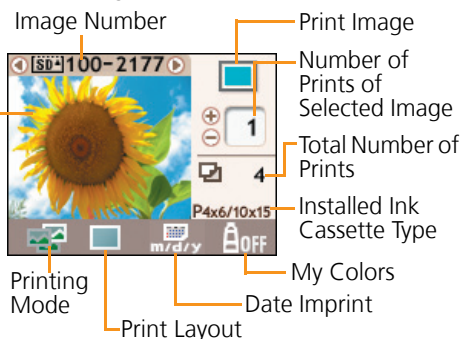 Image Number
Print Image
SD 100-2177
Number of
Prints of
Selected Image
1
Total Number of
Prints
4
P4x6/10x15
Installed Ink
Cassette Type
m/d/y
OFF
My Colors
Printing
Mode
Date Imprint
Print Layout